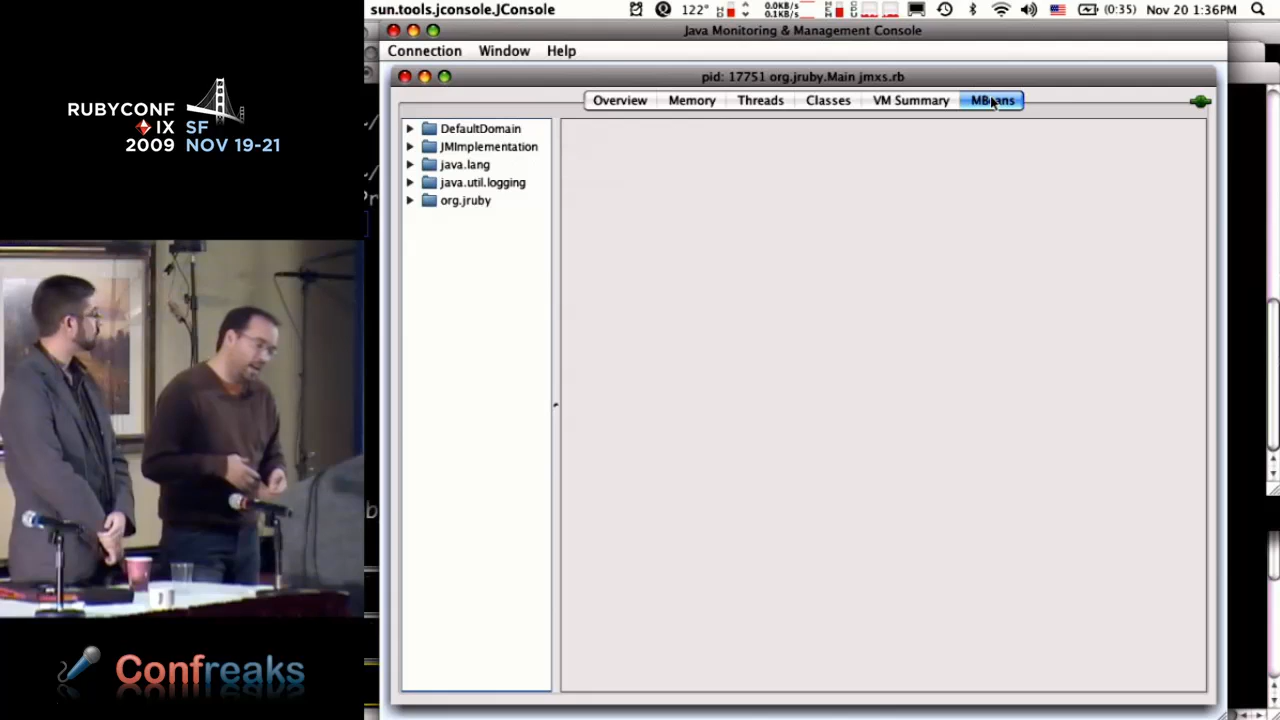 sun.tools.jconsole.JConsole
122°
0.0KB/s
0.1KB/s
(0:35)
Nov 20 1:36PM
Java Monitoring & Management Console
Connection Window Help
pid: 17751 org.jruby.Main jmxs.rb
Overview Memory Threads Classes VM Summary MBeans
DefaultDomain
JMImplementation
java.lang
java.util.logging
org.jruby
RUBYCONF
IX SF
2009 NOV 19-21
Confreaks